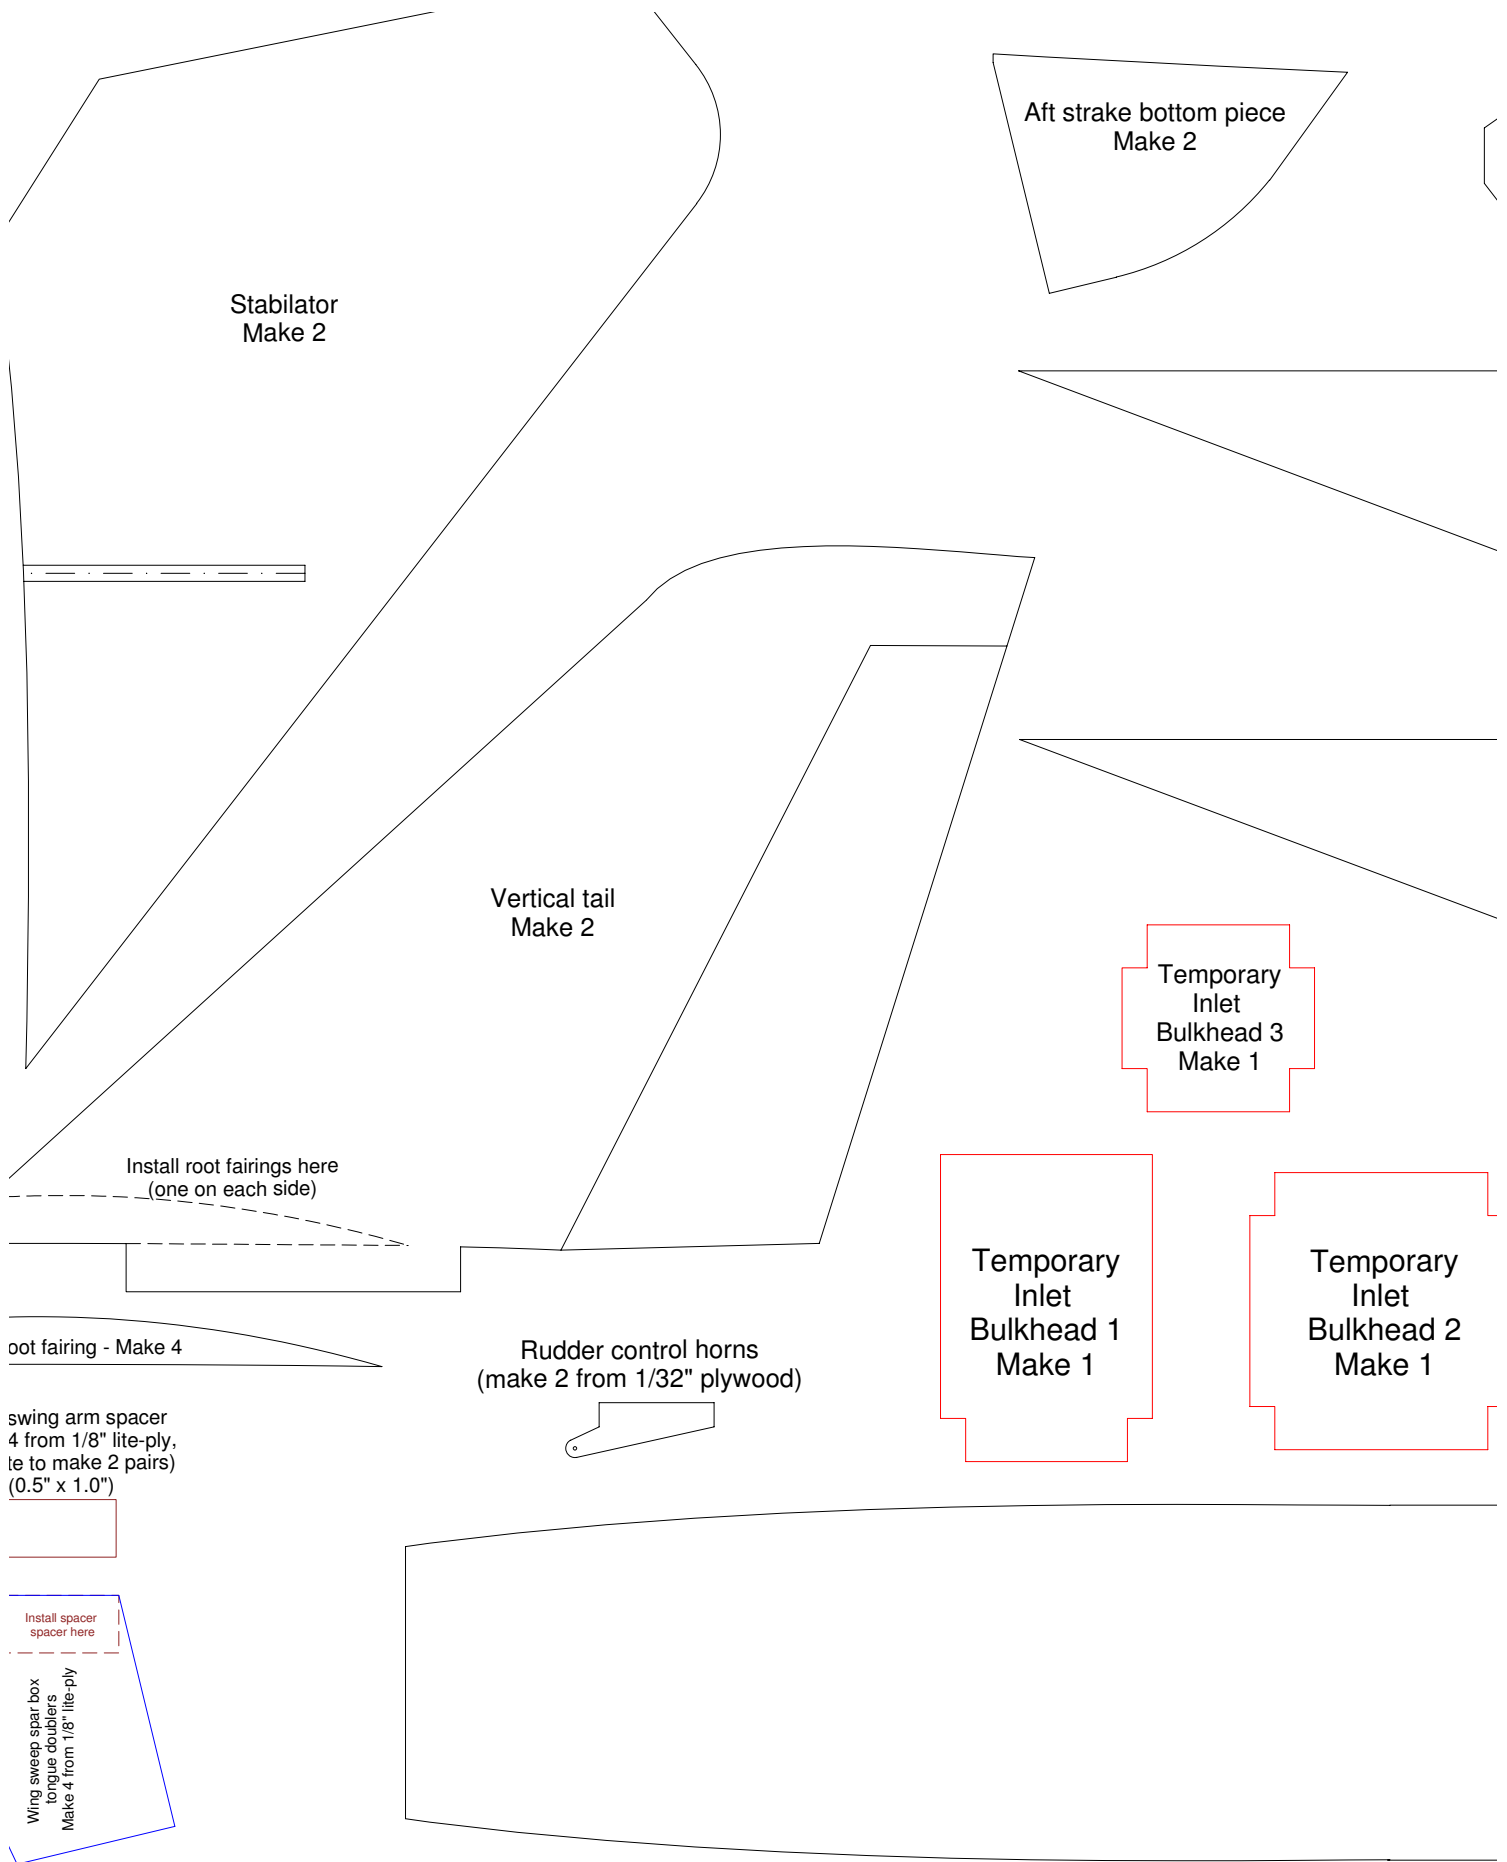 Aft strake bottom piece
Make 2
Stabilator
Make 2
Vertical tail
Make 2
Temporary
Inlet
Bulkhead 3
Make 1
Install root fairings here
(one on each side)
Temporary
Inlet
Bulkhead 1
Make 1
Temporary
Inlet
Bulkhead 2
Make 1
oot fairing - Make 4
Rudder control horns
(make 2 from 1/32" plywood)
swing arm spacer
4 from 1/8" lite-ply,
te to make 2 pairs)
(0.5" x 1.0")
Install spacer
spacer here
Wing sweep spar box
tongue doublers
Make 4 from 1/8" lite-ply